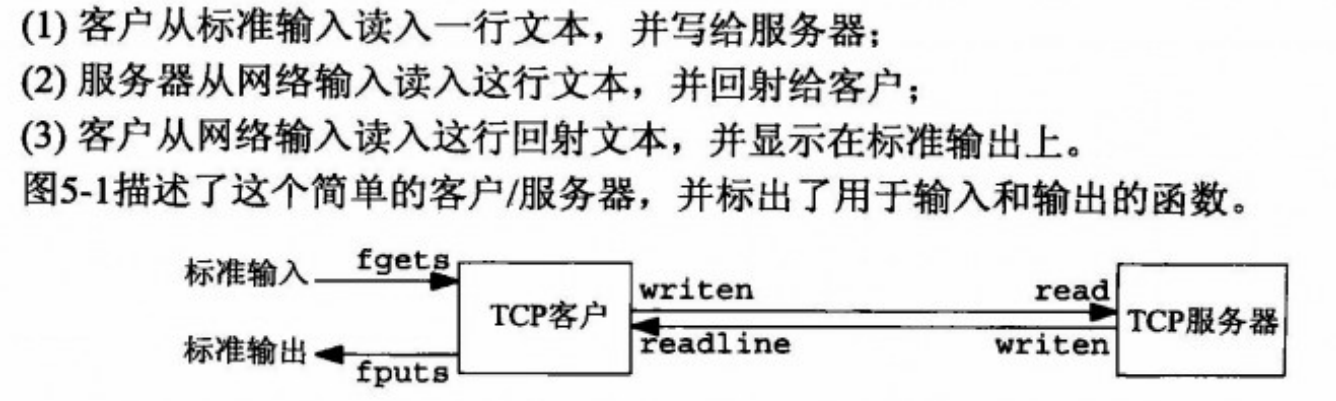 (1) 客户从标准输入读入一行文本，并写给服务器；
(2) 服务器从网络输入读入这行文本，并回射给客户；
(3) 客户从网络输入读入这行回射文本，并显示在标准输出上。
图5-1描述了这个简单的客户/服务器，并标出了用于输入和输出的函数。
标准输入 fgets
TCP客户
writen read
TCP服务器
标准输出 fputs
readline writen